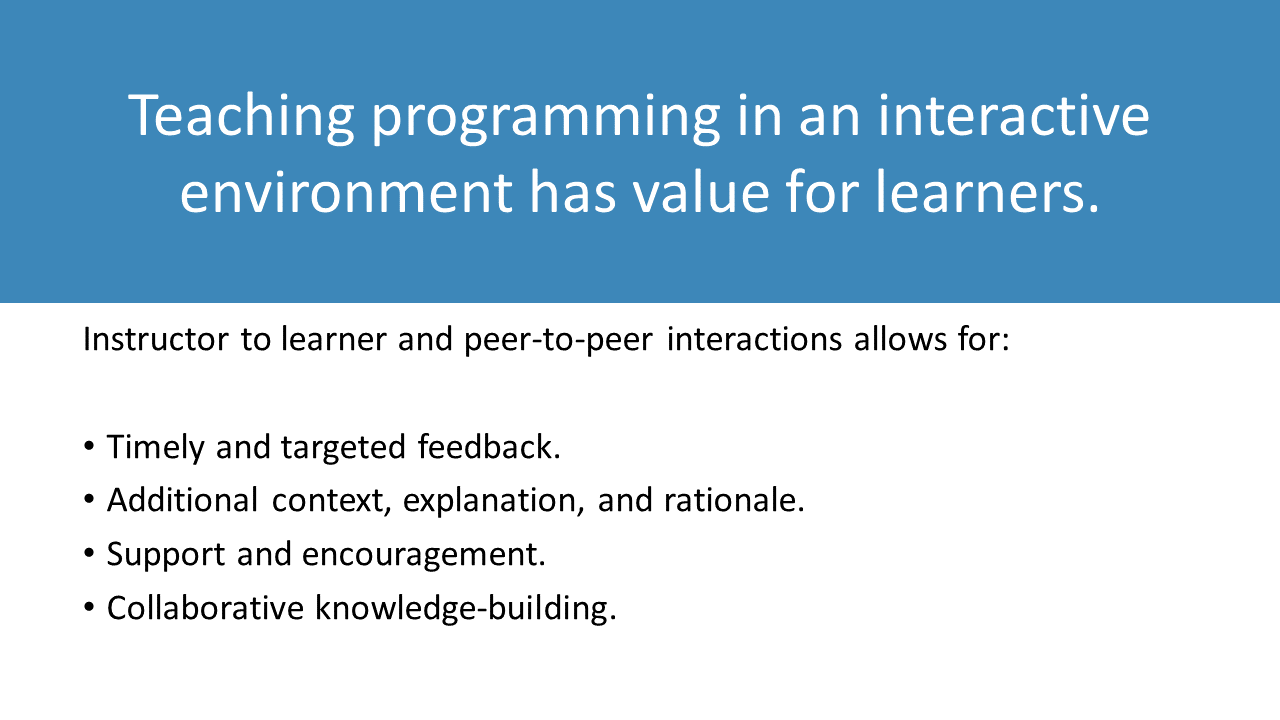 Teaching programming in an interactive
environment has value for learners.
Instructor to learner and peer-to-peer interactions allows for:
• Timely and targeted feedback.
• Additional context, explanation, and rationale.
• Support and encouragement.
• Collaborative knowledge-building.